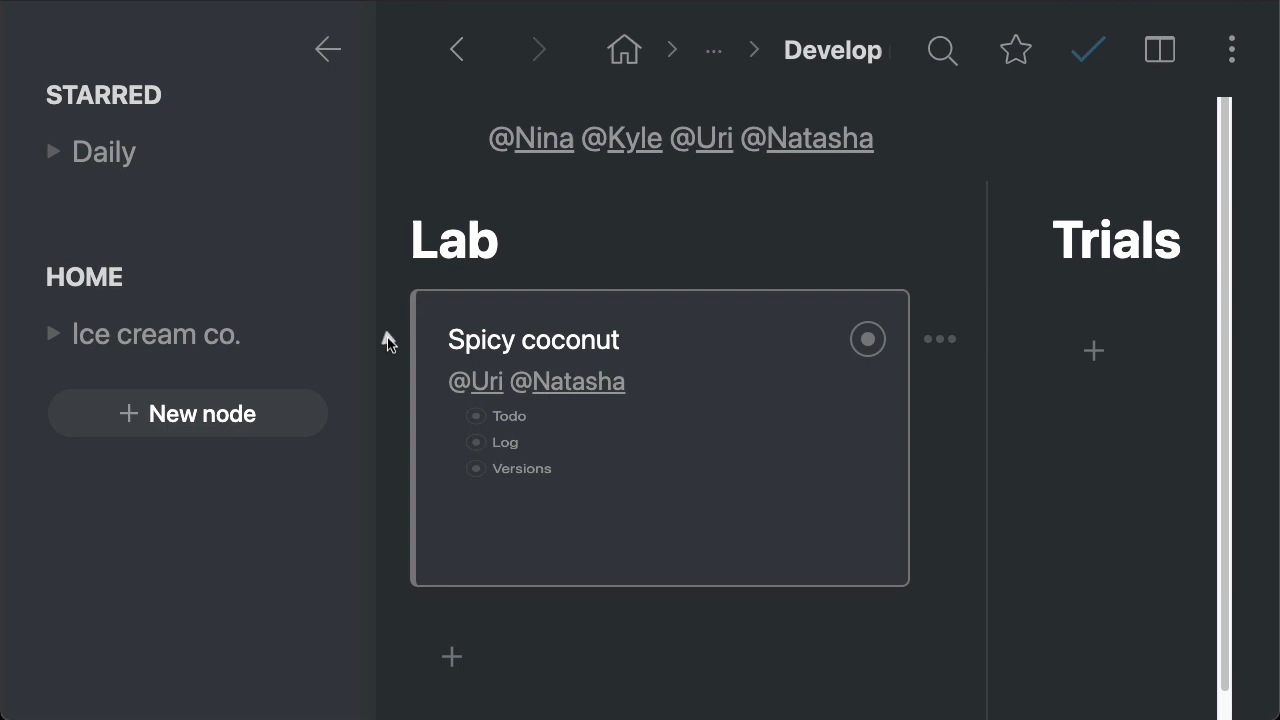 ... Develop
STARRED
Daily
HOME
Ice cream co.
+ New node
@Nina @Kyle @Uri @Natasha
Lab
Spicy coconut
@Uri @Natasha
Todo
Log
Versions
Trials